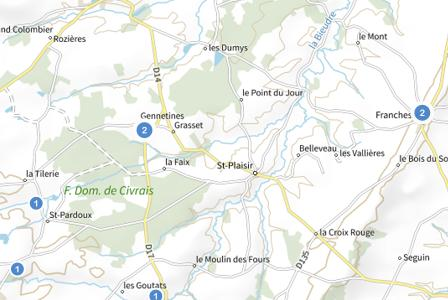 nd Colombier
Rozières
les Dumys
la Bieudre
le Mont
D14
le Point du Jour
Gennetines
Grasset
2
2
Franches
Belleveau
les Vallières
la Faix
St-Plaisir
le Bois du So
la Tilerie
F. Dom. de Civrais
1
St-Pardoux
D17
la Croix Rouge
D135
le Moulin des Fours
Seguin
1
les Goutats
1